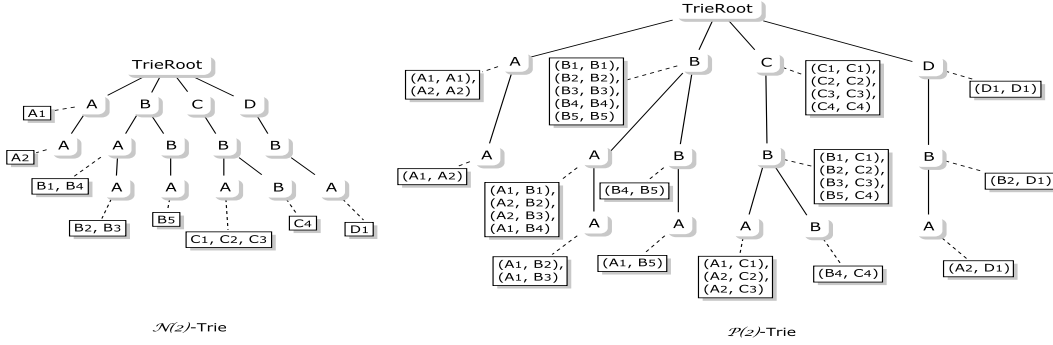 TrieRoot
A B C D
A1
A A B B B
A2
B1, B4
A A A B A
B2, B3
B5
C1, C2, C3
C4
D1
𝒩(2)-Trie
TrieRoot
A B C D
(A1, A1),
(A2, A2)
(B1, B1),
(B2, B2),
(B3, B3),
(B4, B4),
(B5, B5)
(C1, C1),
(C2, C2),
(C3, C3),
(C4, C4)
(D1, D1)
A A B B B
(A1, A2)
(A1, B1),
(A2, B2),
(A2, B3),
(A1, B4)
(B4, B5)
(B1, C1),
(B2, C2),
(B3, C3),
(B5, C4)
(B2, D1)
A A A B A
(A1, B2),
(A1, B3)
(A1, B5)
(A1, C1),
(A2, C2),
(A2, C3)
(B4, C4)
(A2, D1)
𝒫(2)-Trie